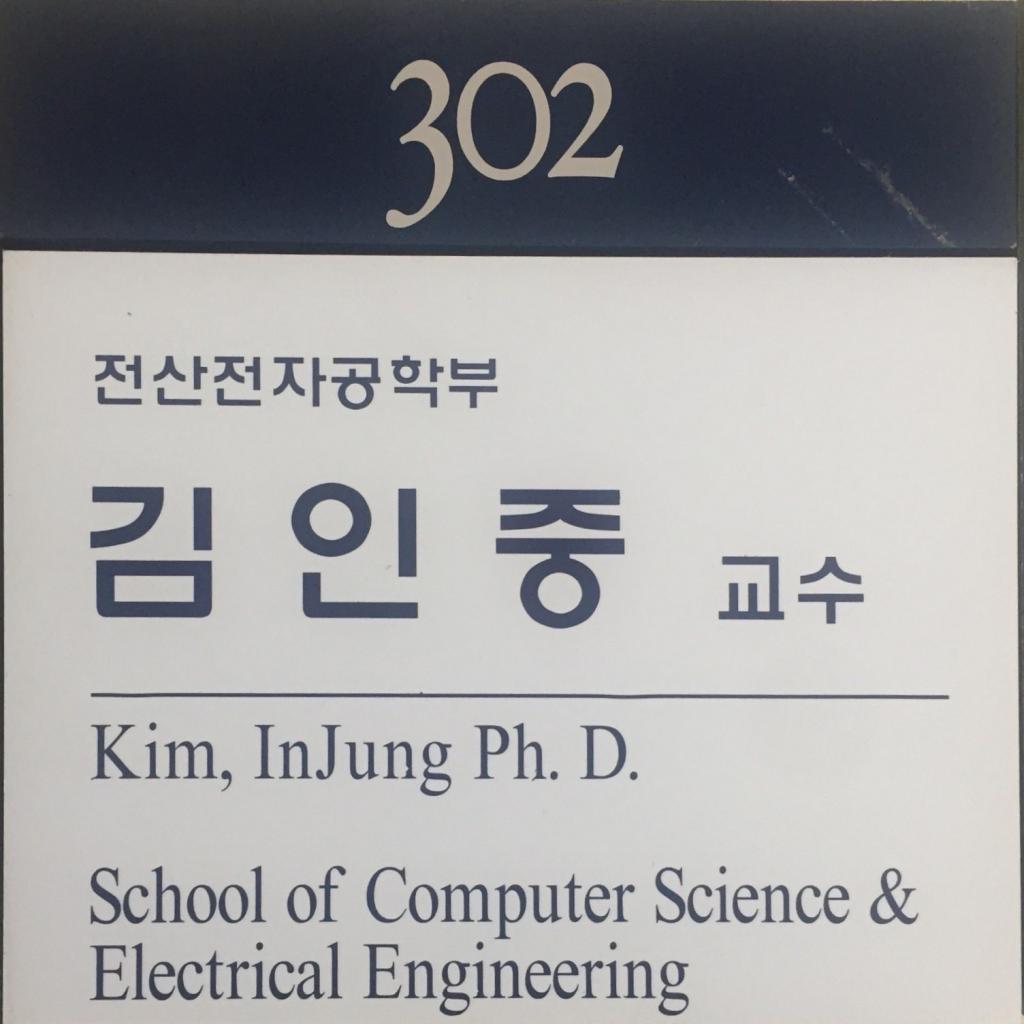 302
전산전자공학부
김인중 교수
Kim, InJung Ph. D.
School of Computer Science &
Electrical Engineering